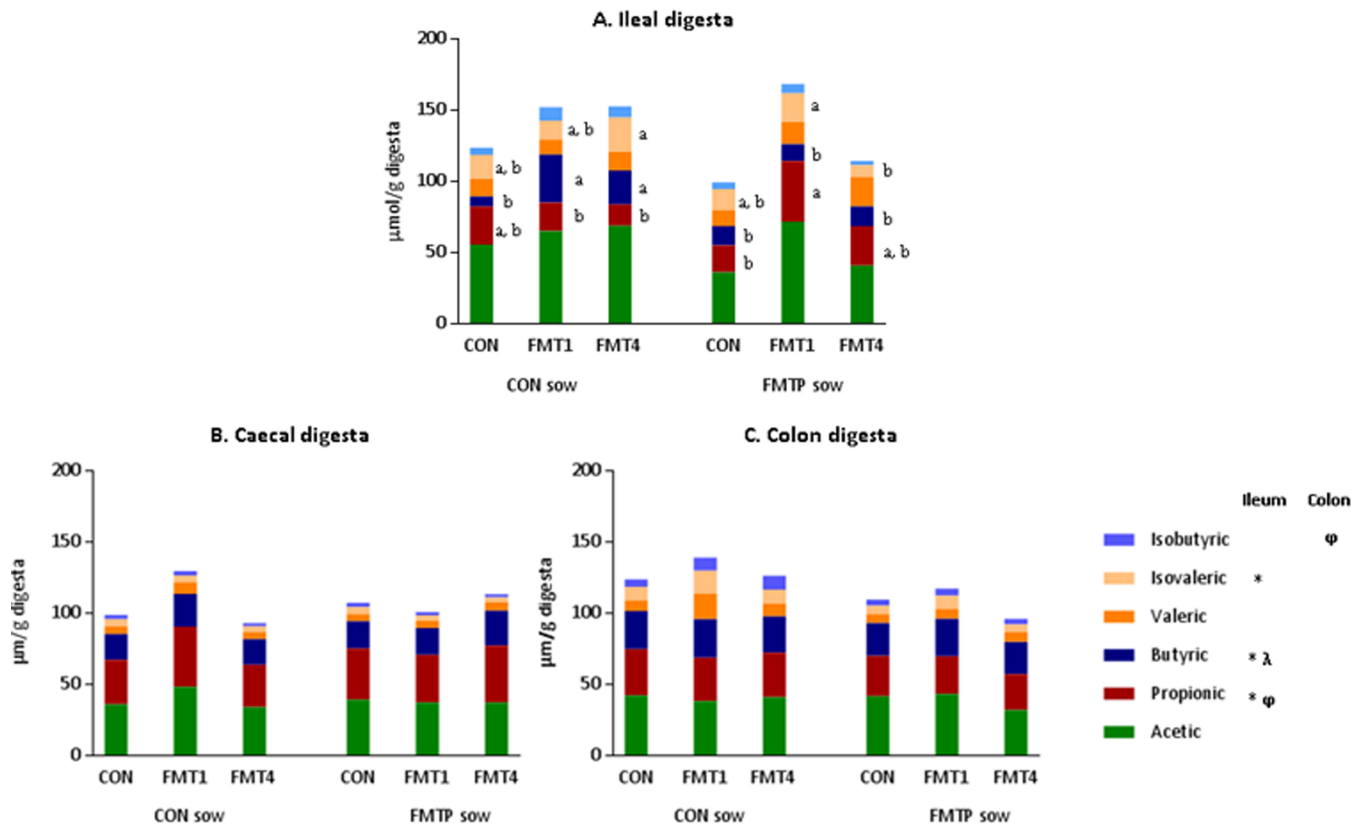 A. Ileal digesta
μmol/g digesta
200
150
100
50
0
a, b
b
a, b
a, b
a
b
a
a
b
a, b
b
b
a
b
a
b
b
a, b
CON FMT1 FMT4 CON FMT1 FMT4
CON sow FMTP sow
B. Caecal digesta
μm/g digesta
200
150
100
50
0
CON FMT1 FMT4 CON FMT1 FMT4
CON sow FMTP sow
C. Colon digesta
μm/g digesta
200
150
100
50
0
CON FMT1 FMT4 CON FMT1 FMT4
CON sow FMTP sow
Ileum Colon
Isobutyric φ
Isovaleric *
Valeric
Butyric * λ
Propionic * φ
Acetic